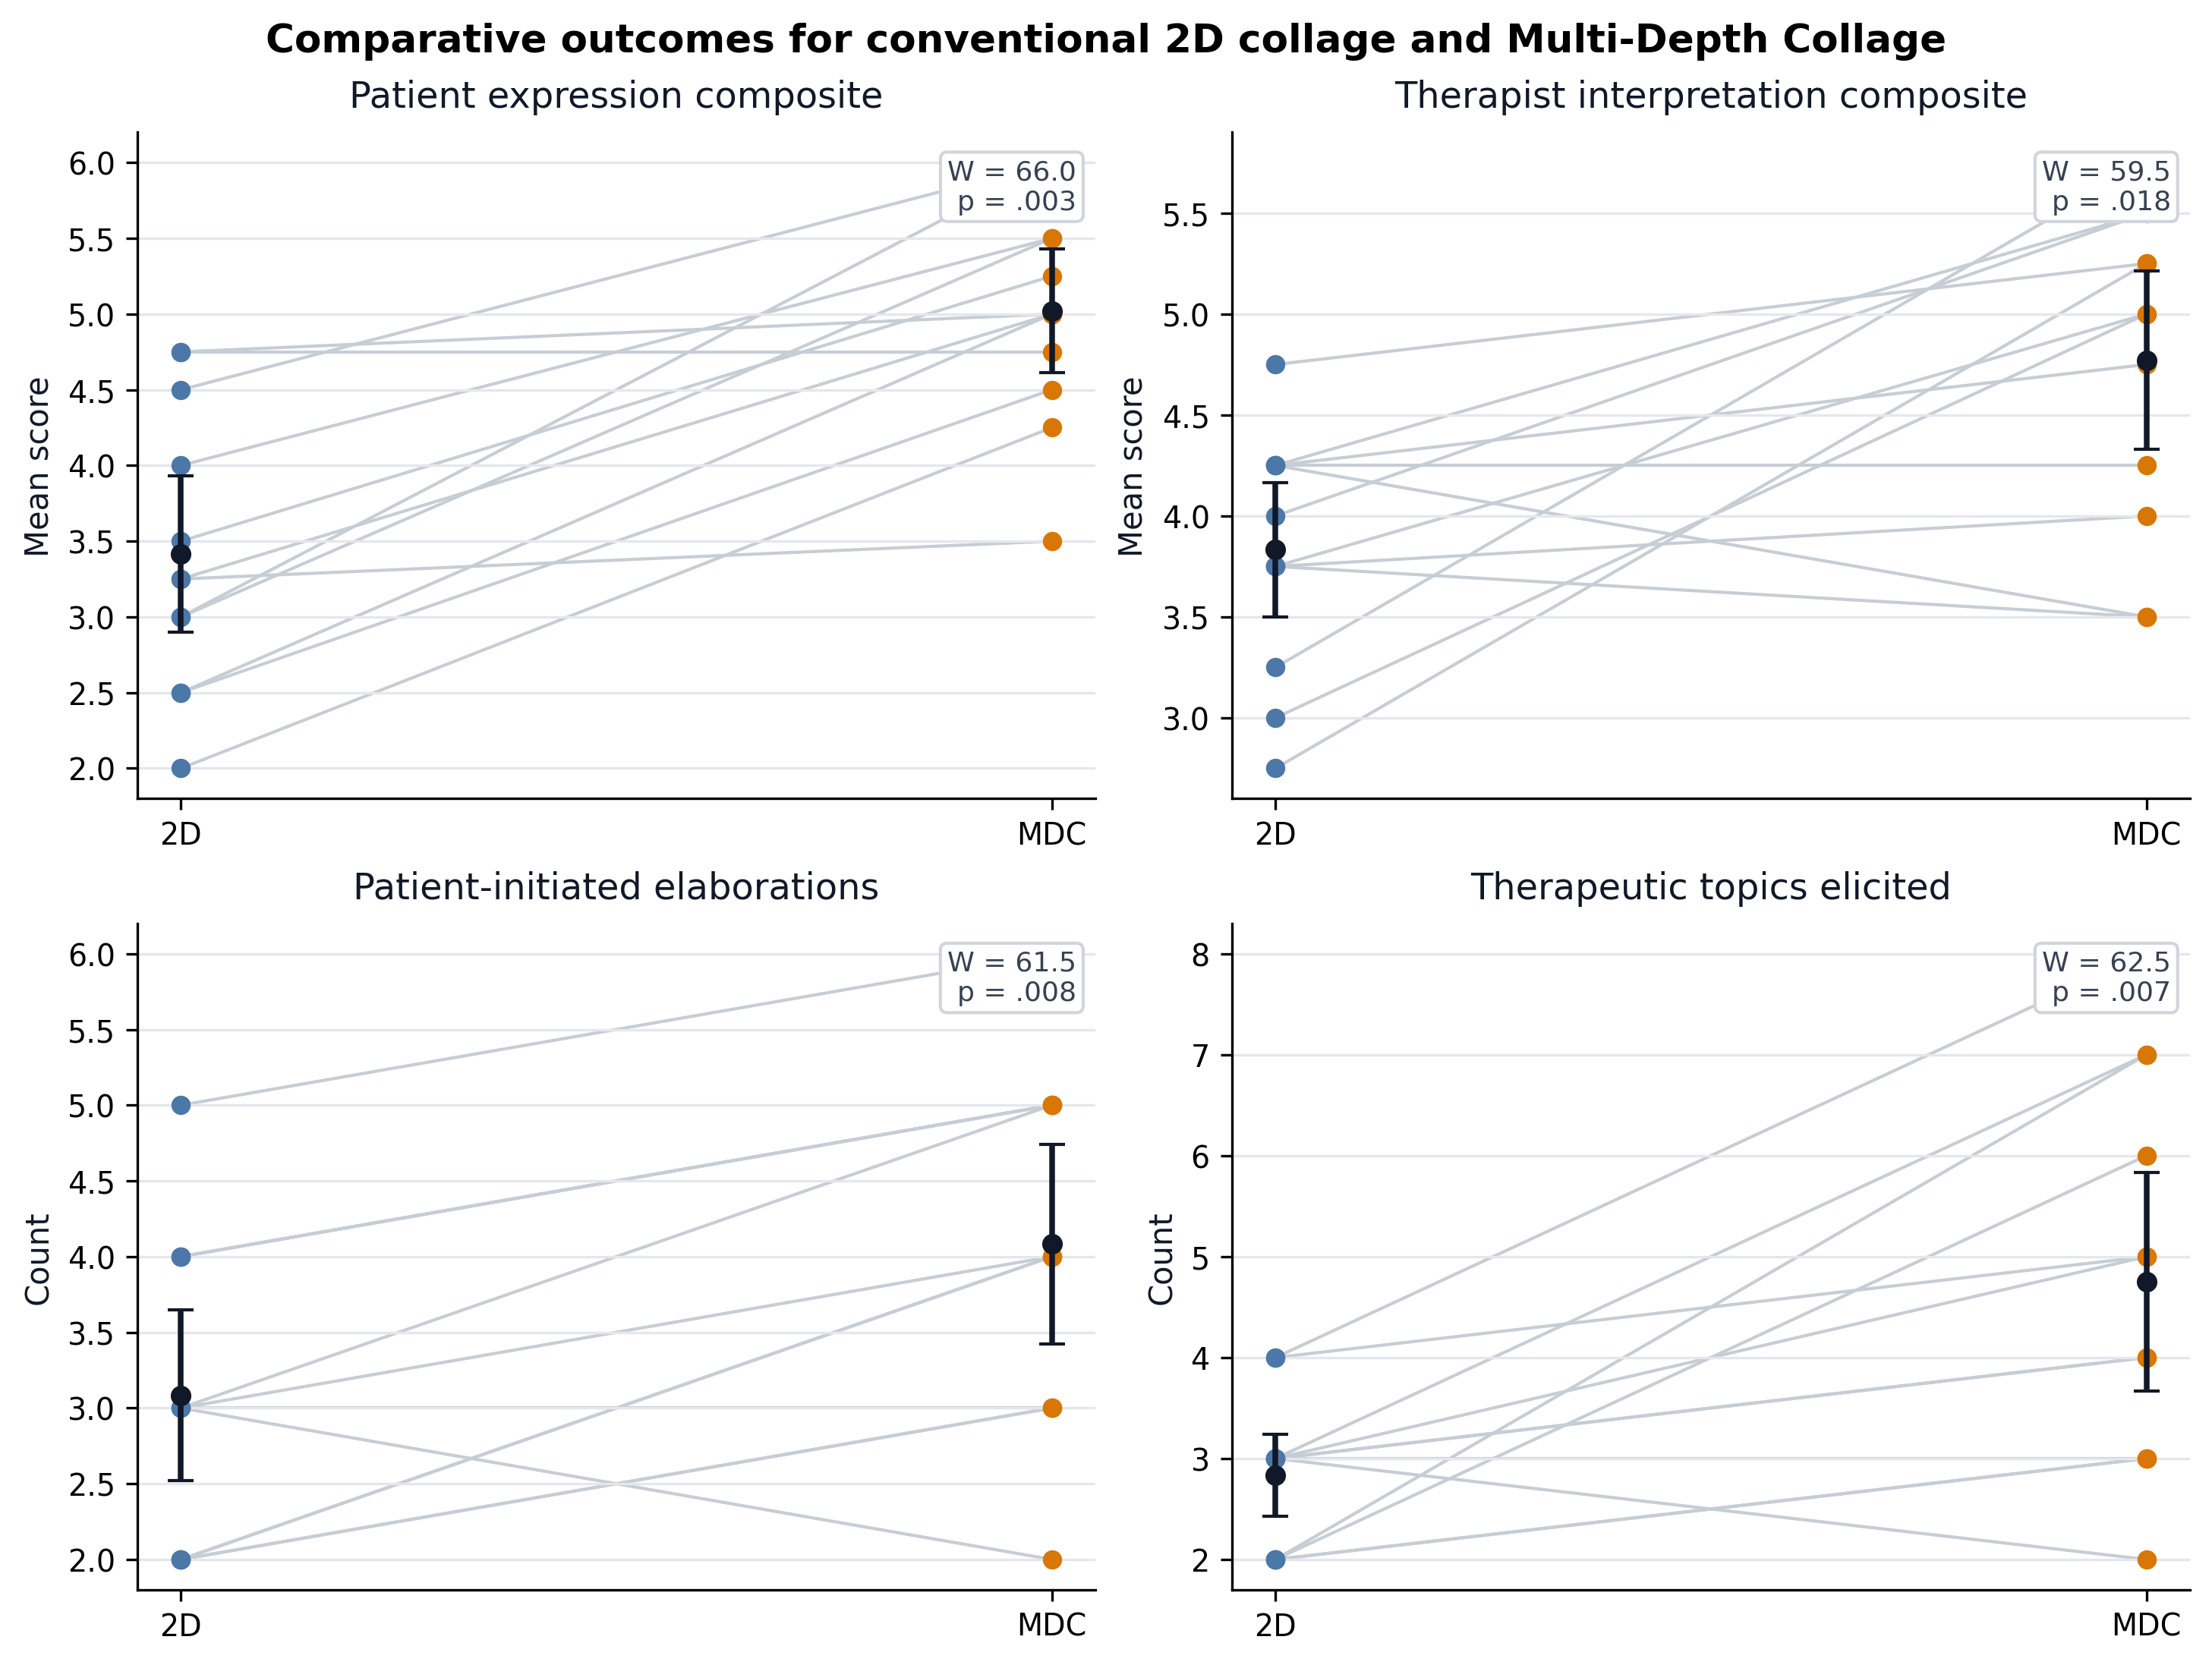 Comparative outcomes for conventional 2D collage and Multi-Depth Collage
Patient expression composite
6.0
5.5
5.0
4.5
4.0
3.5
3.0
2.5
2.0
Mean score
W = 66.0
p = .003
2D
MDC
Therapist interpretation composite
5.5
5.0
4.5
4.0
3.5
3.0
Mean score
W = 59.5
p = .018
2D
MDC
Patient-initiated elaborations
6.0
5.5
5.0
4.5
4.0
3.5
3.0
2.5
2.0
Count
W = 61.5
p = .008
2D
MDC
Therapeutic topics elicited
8
7
6
5
4
3
2
Count
W = 62.5
p = .007
2D
MDC